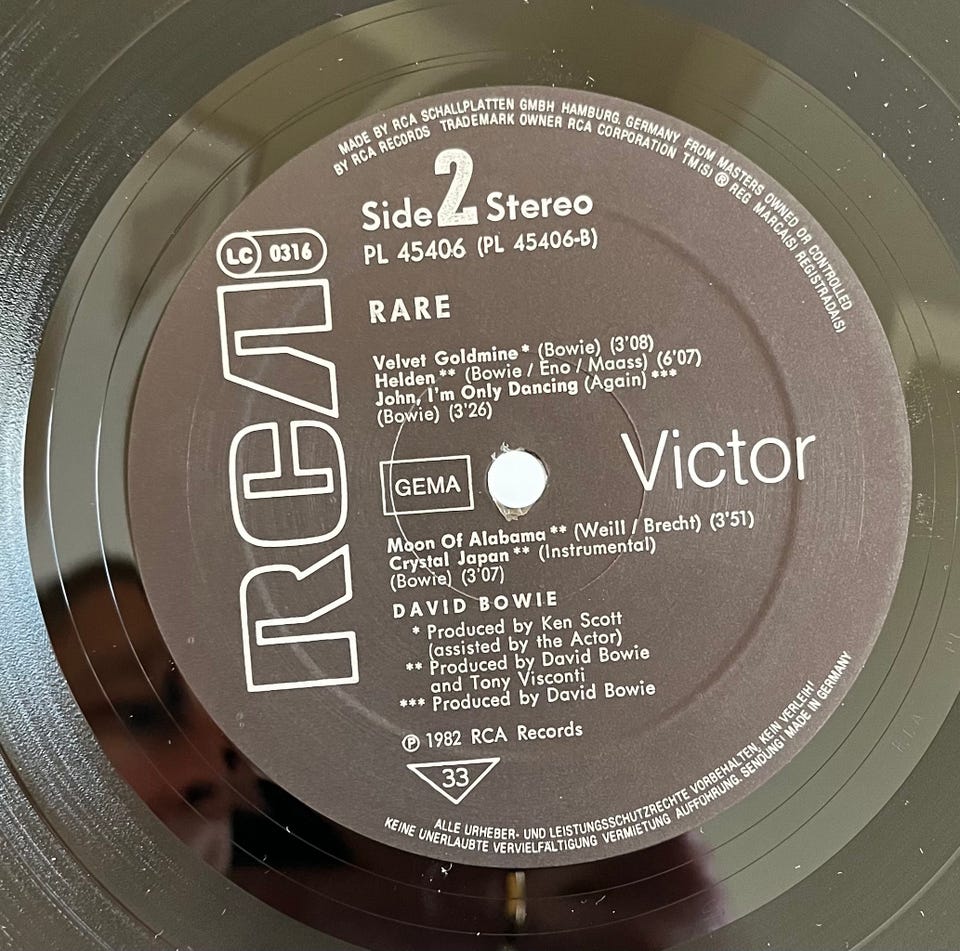 MADE BY RCA SCHALLPLATTEN GMBH HAMBURG, GERMANY FROM MASTERS OWNED OR CONTROLLED
BY RCA RECORDS TRADEMARK OWNER RCA CORPORATION TM(S) ® REG MARCA(S) REGISTRADA(S)
Side 2 Stereo
PL 45406 (PL 45406-B)
LC 0316
RCA
RARE
Velvet Goldmine* (Bowie) (3'08)
Helden** (Bowie / Eno / Maass) (6'07)
John, I'm Only Dancing (Again)***
(Bowie) (3'26)
GEMA
Victor
Moon Of Alabama** (Weill / Brecht) (3'51)
Crystal Japan** (Instrumental)
(Bowie) (3'07)
DAVID BOWIE
* Produced by Ken Scott
(assisted by the Actor)
** Produced by David Bowie
and Tony Visconti
*** Produced by David Bowie
℗ 1982 RCA Records
33
ALLE URHEBER- UND LEISTUNGSSCHUTZRECHTE VORBEHALTEN, KEIN VERLEIH!
KEINE UNERLAUBTE VERVIELFÄLTIGUNG VERMIETUNG AUFFÜHRUNG. SENDUNG! MADE IN GERMANY